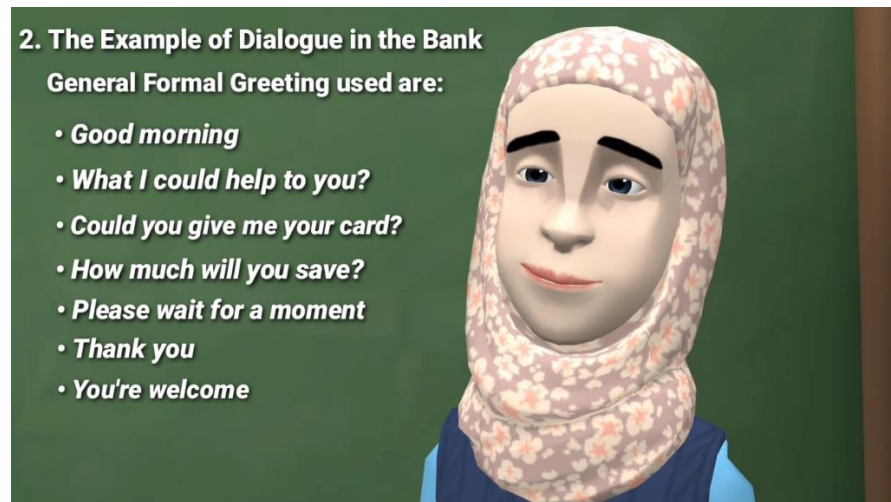 2. The Example of Dialogue in the Bank
General Formal Greeting used are:
• Good morning
• What I could help to you?
• Could you give me your card?
• How much will you save?
• Please wait for a moment
• Thank you
• You're welcome